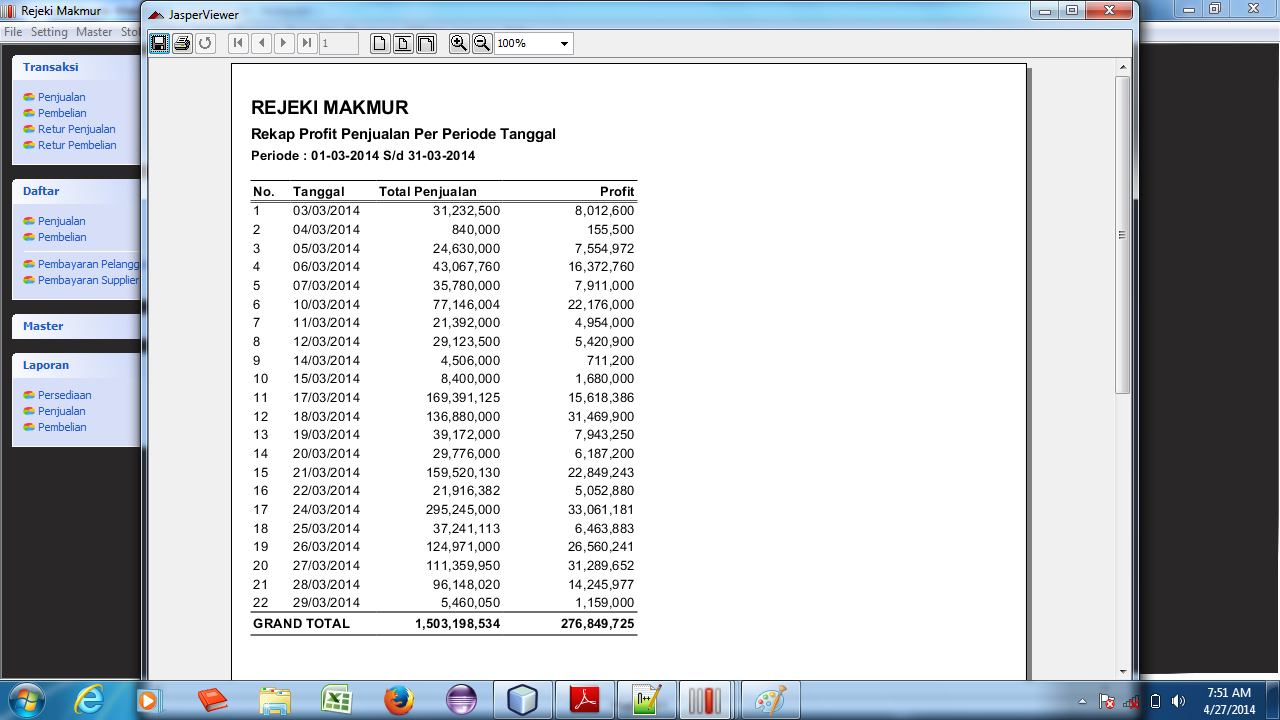 Rejeki Makmur
JasperViewer
File Setting Master Sto
1
100%
Transaksi
Penjualan
Pembelian
Retur Penjualan
Retur Pembelian
Daftar
Penjualan
Pembelian
Pembayaran Pelangg
Pembayaran Supplier
Master
Laporan
Persediaan
Penjualan
Pembelian
REJEKI MAKMUR
Rekap Profit Penjualan Per Periode Tanggal
Periode : 01-03-2014 S/d 31-03-2014
No. Tanggal Total Penjualan Profit
1 03/03/2014 31,232,500 8,012,600
2 04/03/2014 840,000 155,500
3 05/03/2014 24,630,000 7,554,972
4 06/03/2014 43,067,760 16,372,760
5 07/03/2014 35,780,000 7,911,000
6 10/03/2014 77,146,004 22,176,000
7 11/03/2014 21,392,000 4,954,000
8 12/03/2014 29,123,500 5,420,900
9 14/03/2014 4,506,000 711,200
10 15/03/2014 8,400,000 1,680,000
11 17/03/2014 169,391,125 15,618,386
12 18/03/2014 136,880,000 31,469,900
13 19/03/2014 39,172,000 7,943,250
14 20/03/2014 29,776,000 6,187,200
15 21/03/2014 159,520,130 22,849,243
16 22/03/2014 21,916,382 5,052,880
17 24/03/2014 295,245,000 33,061,181
18 25/03/2014 37,241,113 6,463,883
19 26/03/2014 124,971,000 26,560,241
20 27/03/2014 111,359,950 31,289,652
21 28/03/2014 96,148,020 14,245,977
22 29/03/2014 5,460,050 1,159,000
GRAND TOTAL 1,503,198,534 276,849,725
7:51 AM
4/27/2014